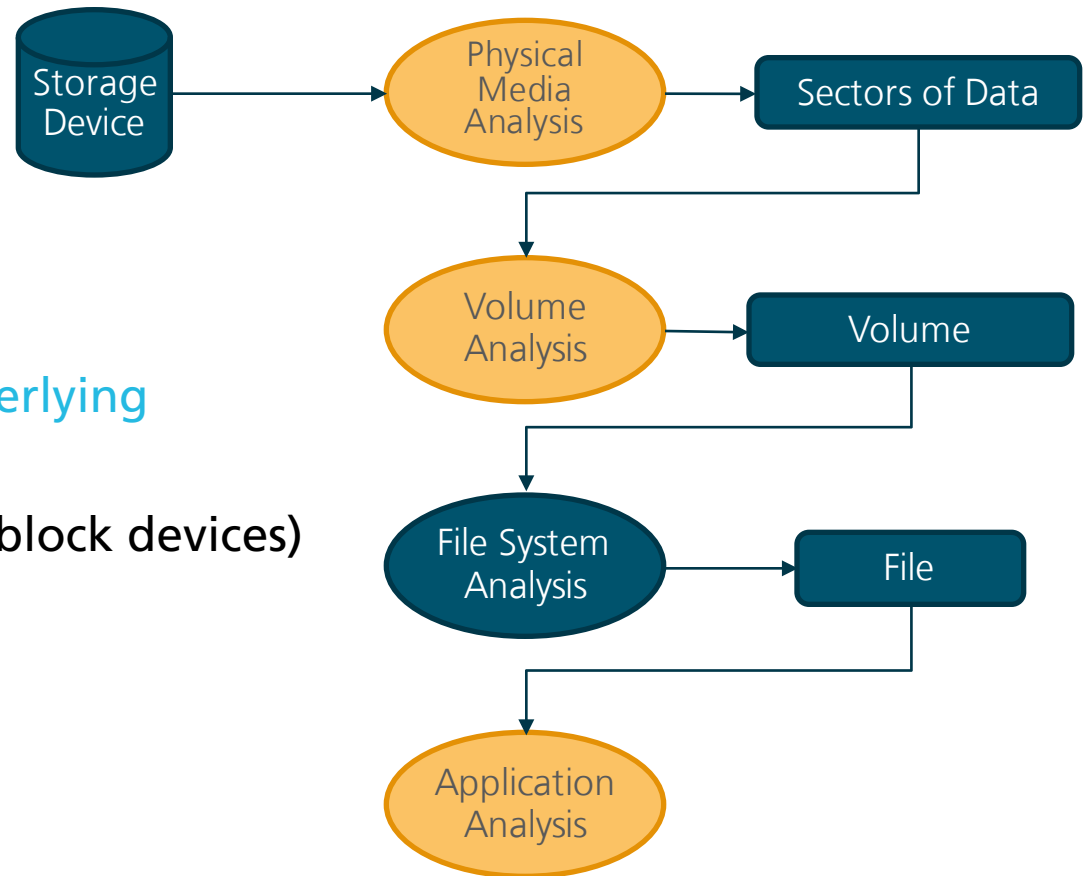 Storage
Device
Physical
Media
Analysis
Sectors of Data
Volume
Analysis
Volume
erlying
block devices)
File System
Analysis
File
Application
Analysis